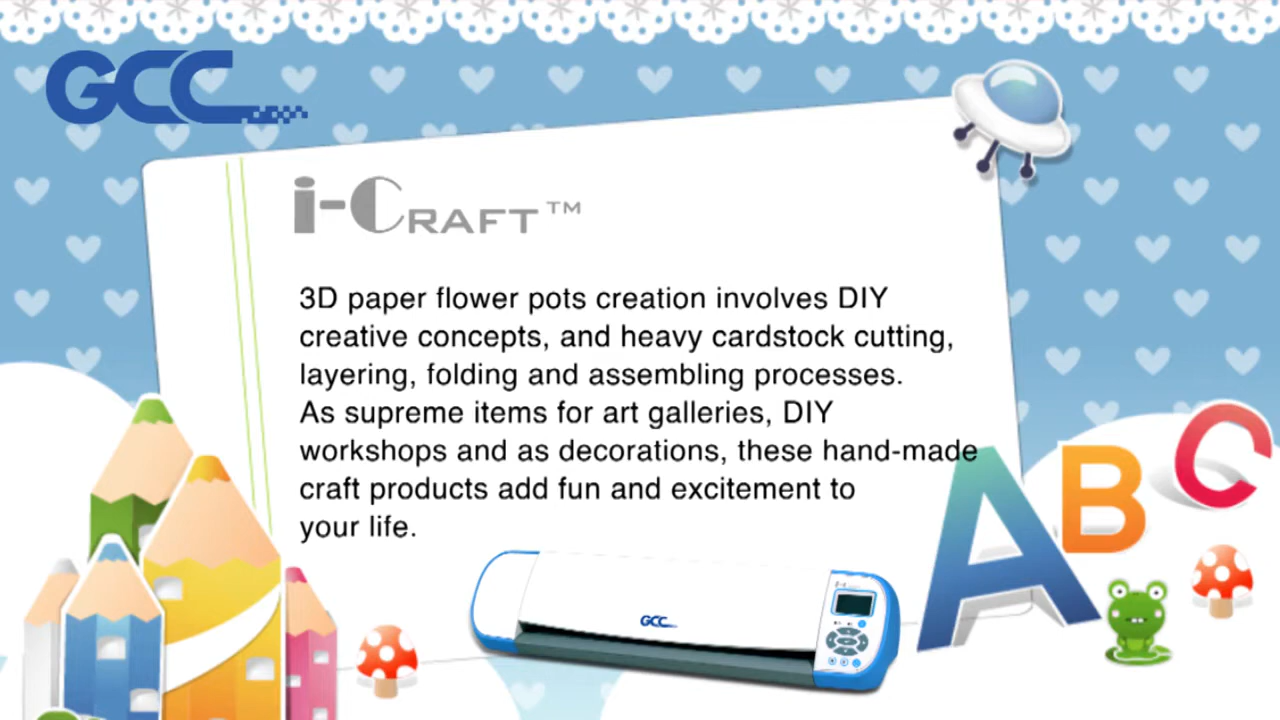 GCC
i-CRAFT™
3D paper flower pots creation involves DIY
creative concepts, and heavy cardstock cutting,
layering, folding and assembling processes.
As supreme items for art galleries, DIY
workshops and as decorations, these hand-made
craft products add fun and excitement to
your life.
A B C
GCC